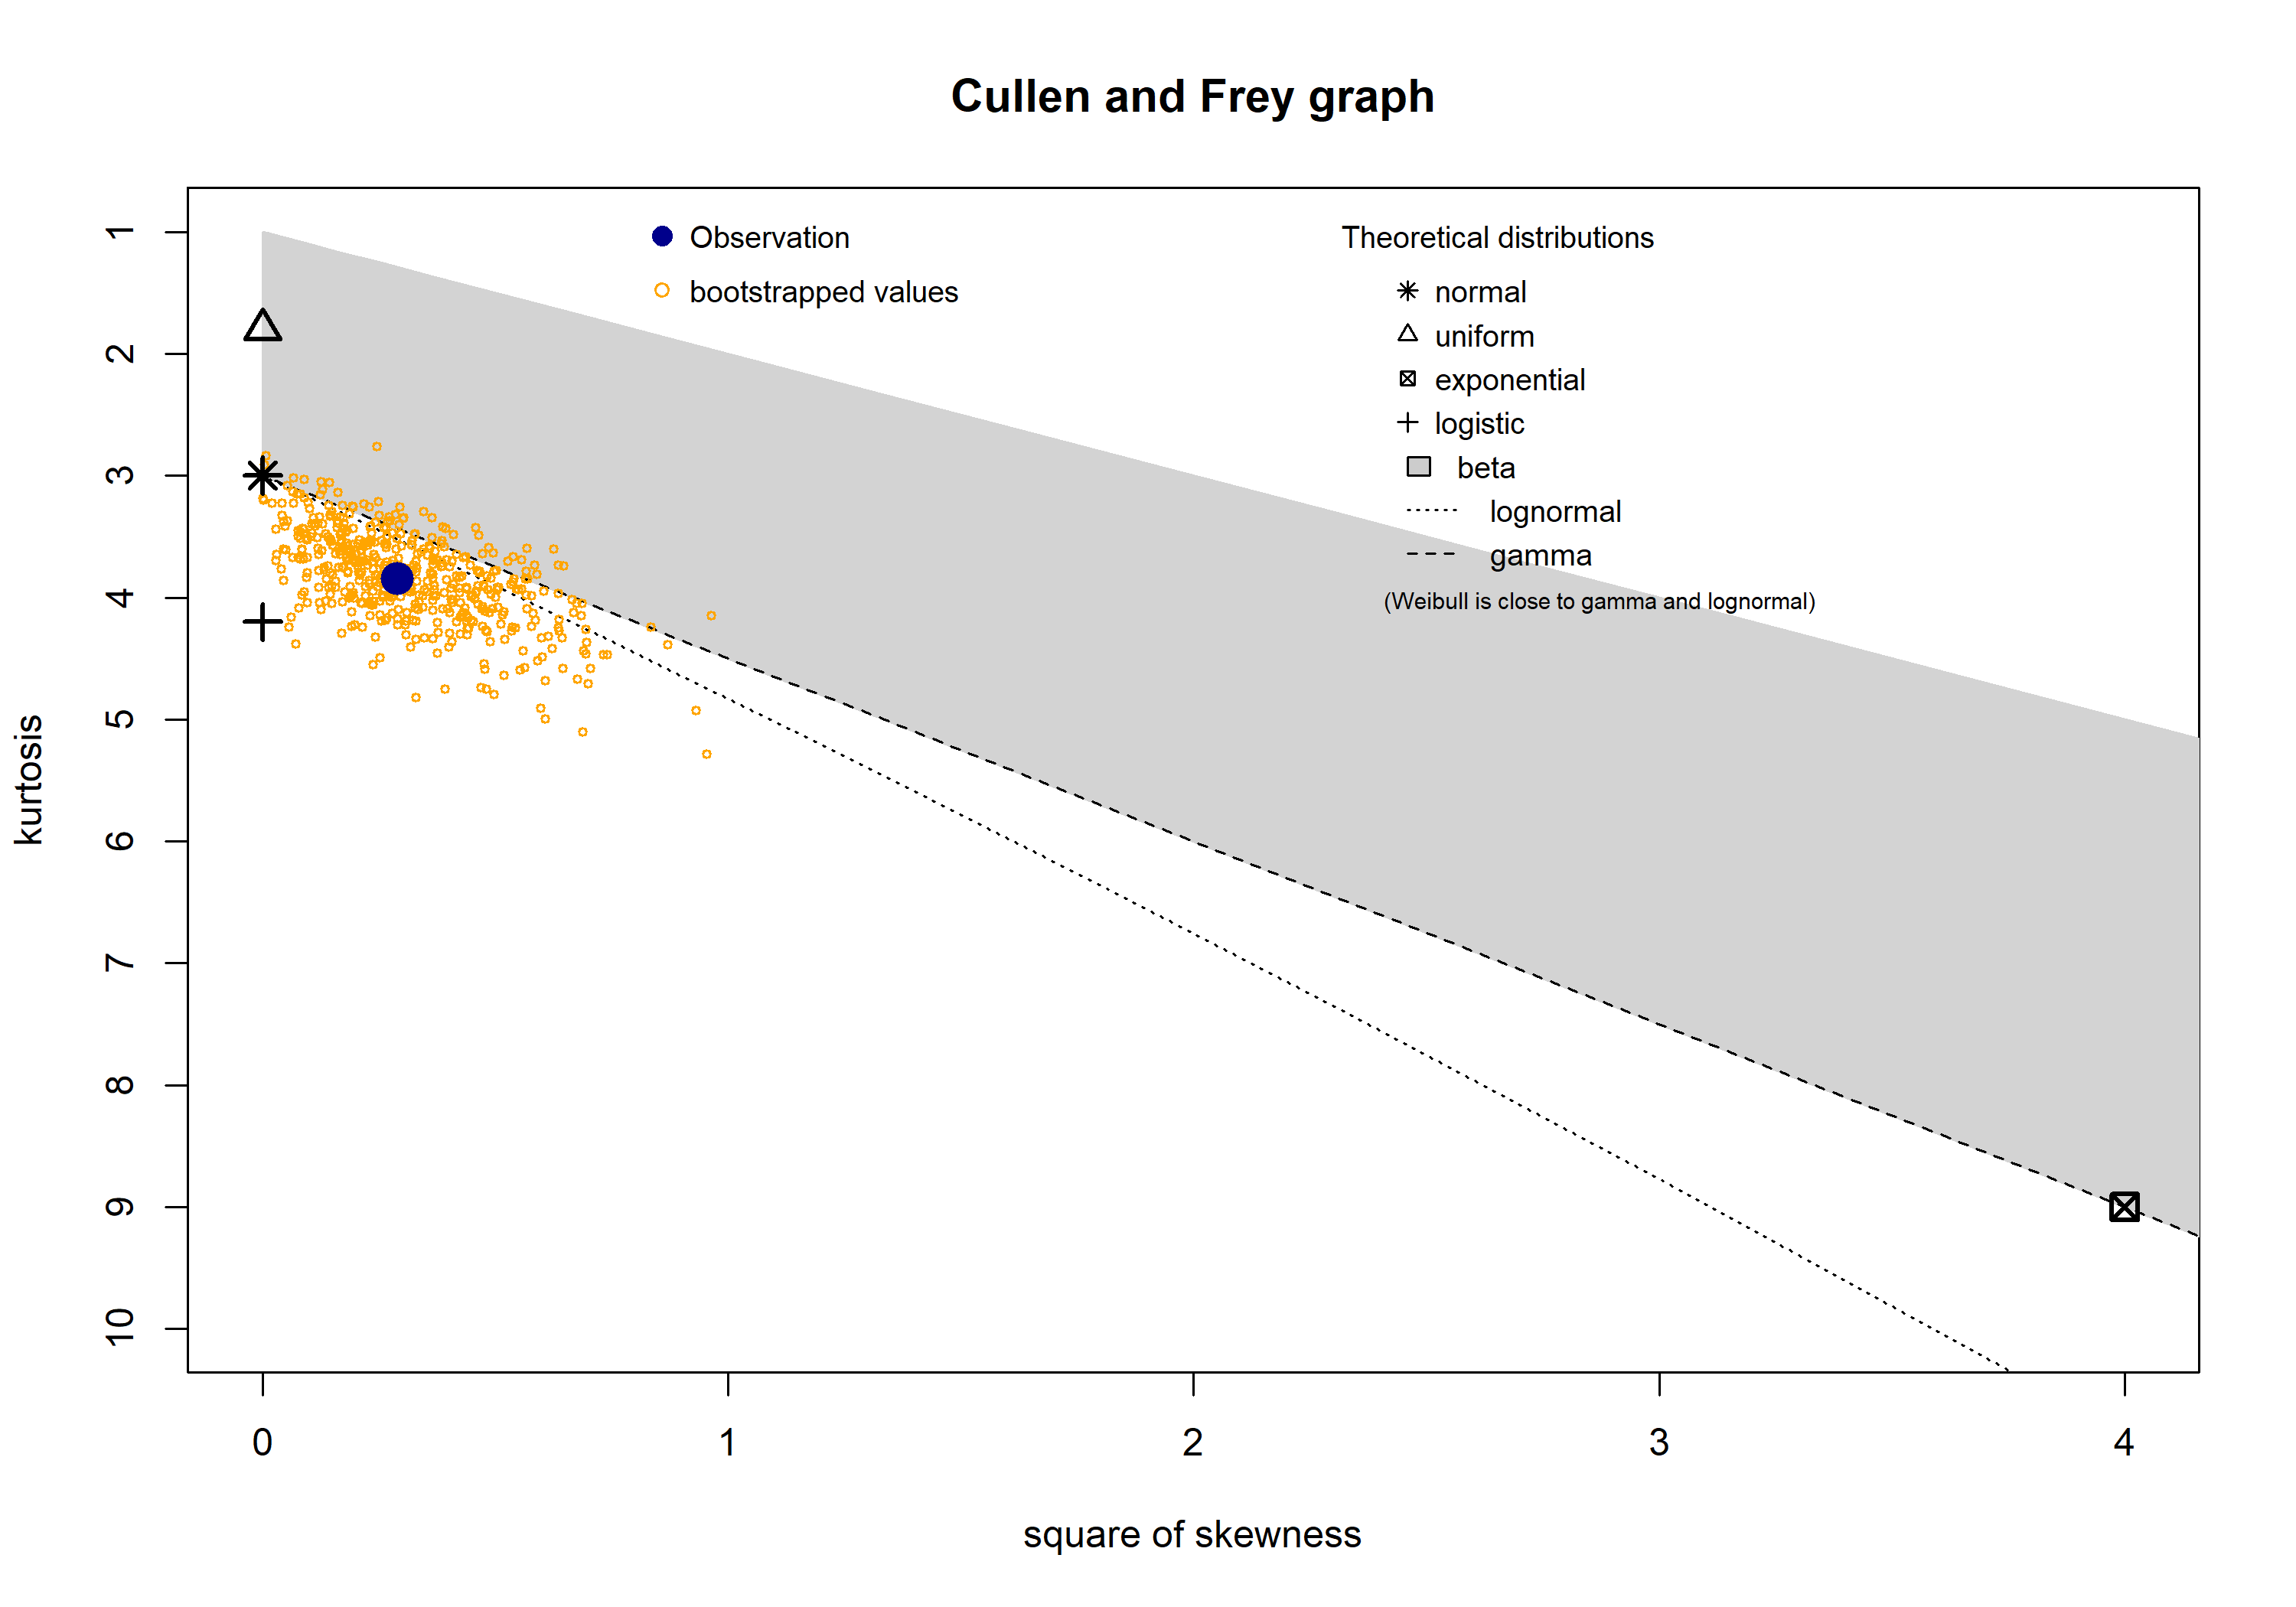 Cullen and Frey graph
Observation
bootstrapped values
Theoretical distributions
normal
uniform
exponential
logistic
beta
lognormal
gamma
(Weibull is close to gamma and lognormal)
kurtosis
1
2
3
4
5
6
7
8
9
10
0
1
2
3
4
square of skewness